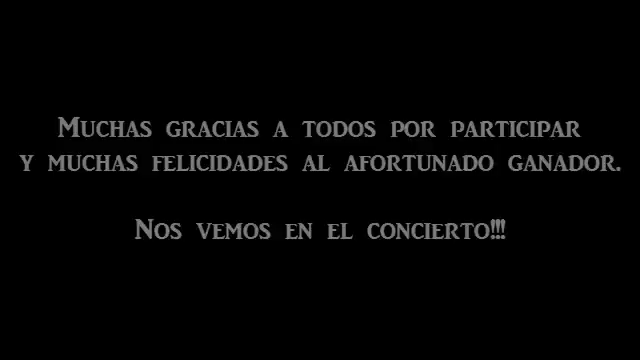 Muchas gracias a todos por participar
y muchas felicidades al afortunado ganador.
Nos vemos en el concierto!!!